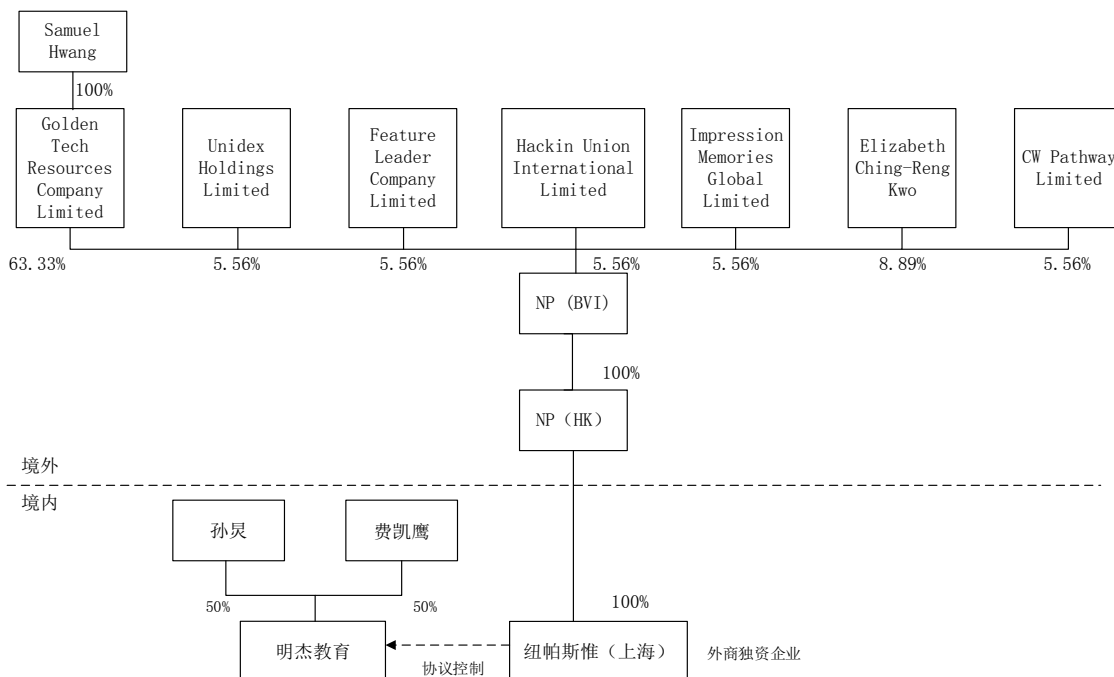 Samuel
Hwang
100%
Golden
Tech
Resources
Company
Limited
Unidex
Holdings
Limited
Feature
Leader
Company
Limited
Hackin Union
International
Limited
Impression
Memories
Global
Limited
Elizabeth
Ching-Reng
Kwo
CW Pathway
Limited
63.33%
5.56%
5.56%
5.56%
5.56%
8.89%
5.56%
NP (BVI)
100%
NP（HK）
境外
境内
孙炅
费凯鹰
50%
50%
100%
明杰教育
协议控制
纽帕斯惟（上海）
外商独资企业